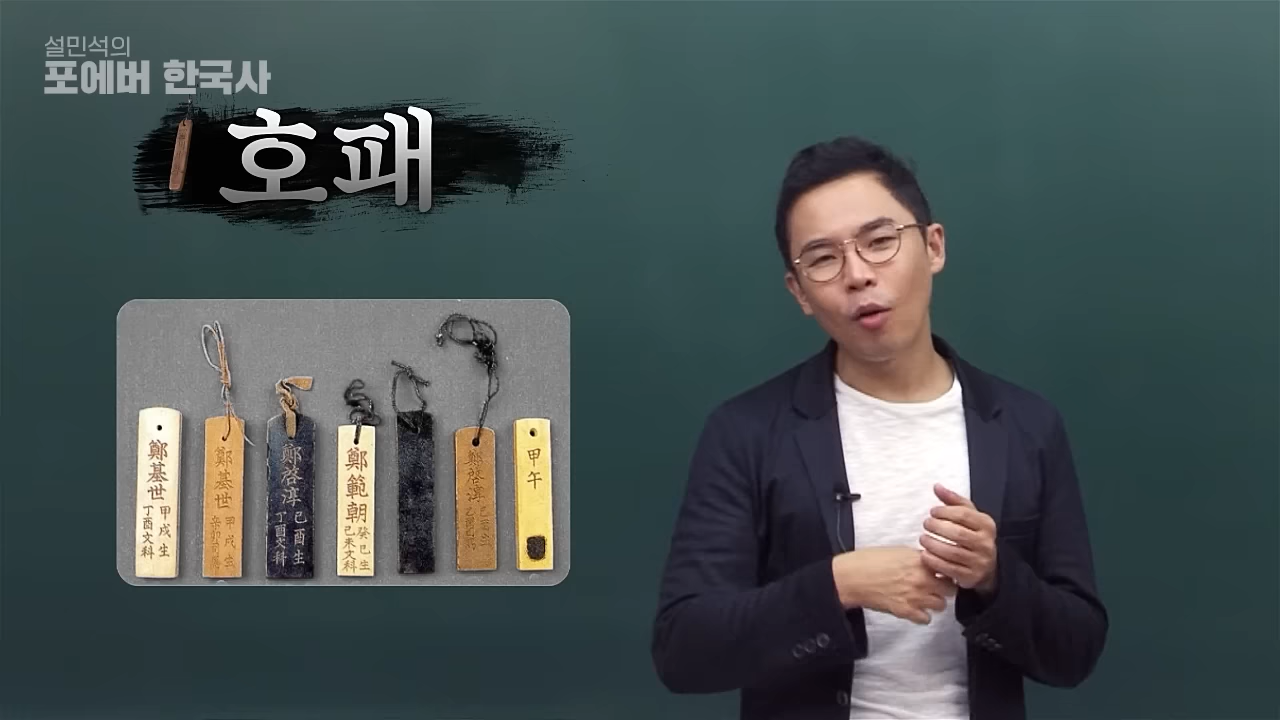 설민석의
포에버 한국사
호패
鄭基世
甲戌生
丁酉文科
鄭基世
甲戌生
鄭啓淳
己酉生
丁酉文科
鄭範朝
癸巳生
己未文科
鄭啓淳
甲午